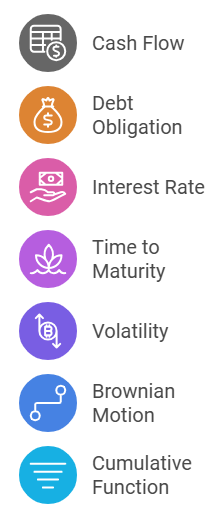 Cash Flow
Debt
Obligation
Interest Rate
Time to
Maturity
Volatility
Brownian
Motion
Cumulative
Function